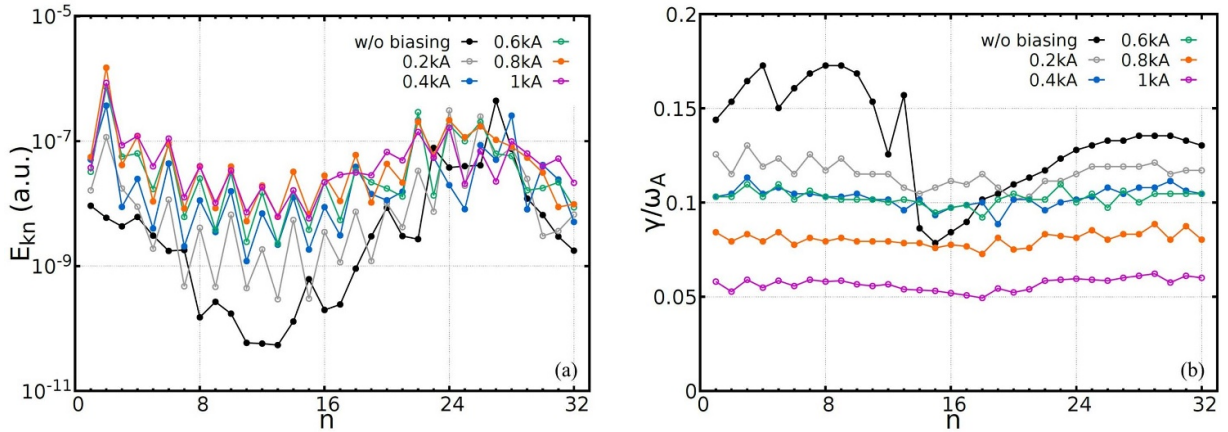 10⁻⁵
10⁻⁷
10⁻⁹
10⁻¹¹
E_kn (a.u.)
w/o biasing 0.6kA
0.2kA 0.8kA
0.4kA 1kA
(a)
0 8 16 24 32
n
0.2
0.15
0.1
0.05
0
γ/ω_A
w/o biasing 0.6kA
0.2kA 0.8kA
0.4kA 1kA
(b)
0 8 16 24 32
n